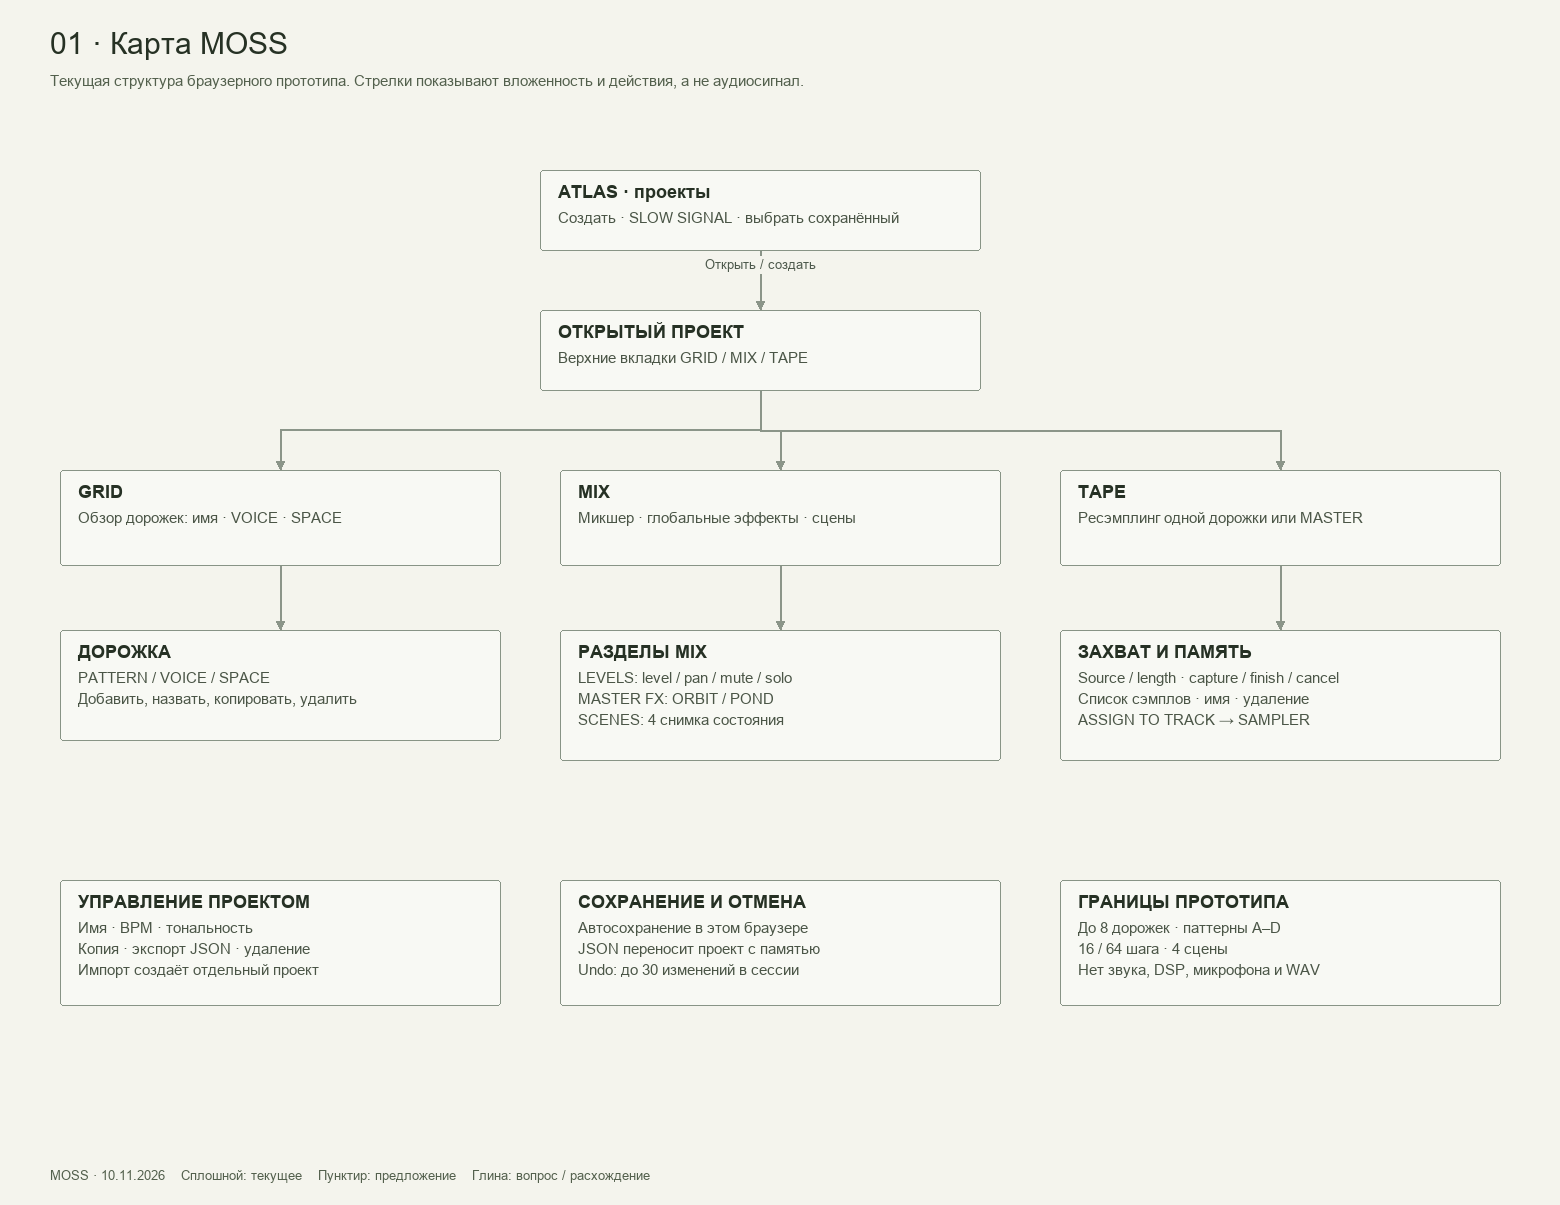 01 · Карта MOSS
Текущая структура браузерного прототипа. Стрелки показывают вложенность и действия, а не аудиосигнал.
ATLAS · проекты
Создать · SLOW SIGNAL · выбрать сохранённый
Открыть / создать
ОТКРЫТЫЙ ПРОЕКТ
Верхние вкладки GRID / MIX / TAPE
GRID
Обзор дорожек: имя · VOICE · SPACE
MIX
Микшер · глобальные эффекты · сцены
TAPE
Ресэмплинг одной дорожки или MASTER
ДОРОЖКА
PATTERN / VOICE / SPACE
Добавить, назвать, копировать, удалить
РАЗДЕЛЫ MIX
LEVELS: level / pan / mute / solo
MASTER FX: ORBIT / POND
SCENES: 4 снимка состояния
ЗАХВАТ И ПАМЯТЬ
Source / length · capture / finish / cancel
Список сэмплов · имя · удаление
ASSIGN TO TRACK → SAMPLER
УПРАВЛЕНИЕ ПРОЕКТОМ
Имя · BPM · тональность
Копия · экспорт JSON · удаление
Импорт создаёт отдельный проект
СОХРАНЕНИЕ И ОТМЕНА
Автосохранение в этом браузере
JSON переносит проект с памятью
Undo: до 30 изменений в сессии
ГРАНИЦЫ ПРОТОТИПА
До 8 дорожек · паттерны A–D
16 / 64 шага · 4 сцены
Нет звука, DSP, микрофона и WAV
MOSS · 10.11.2026 Сплошной: текущее Пунктир: предложение Глина: вопрос / расхождение